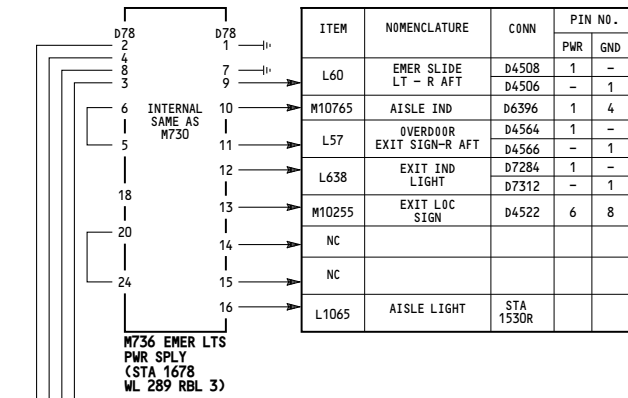 D78 D78
2 1
4
8 7
3 9
6 INTERNAL 10
SAME AS
M730
5 11
12
18
13
20
14
24 15
16
M736 EMER LTS
PWR SPLY
(STA 1678
WL 289 RBL 3)
ITEM NOMENCLATURE CONN PIN NO.
PWR GND
L60 EMER SLIDE LT - R AFT D4508 1 -
D4506 - 1
M10765 AISLE IND D6396 1 4
L57 OVERDOOR EXIT SIGN-R AFT D4564 1 -
D4566 - 1
L638 EXIT IND LIGHT D7284 1 -
D7312 - 1
M10255 EXIT LOC SIGN D4522 6 8
NC
NC
L1065 AISLE LIGHT STA 1530R